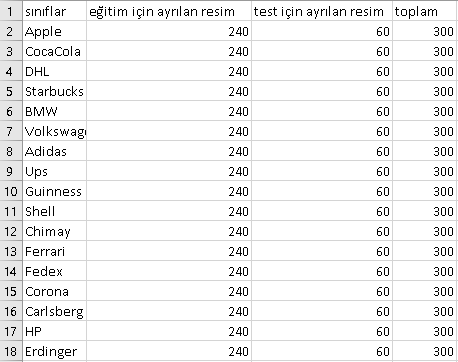 1 sınıflar eğitim için ayrılan resim test için ayrılan resim toplam
2 Apple 240 60 300
3 CocaCola 240 60 300
4 DHL 240 60 300
5 Starbucks 240 60 300
6 BMW 240 60 300
7 Volkswage 240 60 300
8 Adidas 240 60 300
9 Ups 240 60 300
10 Guinness 240 60 300
11 Shell 240 60 300
12 Chimay 240 60 300
13 Ferrari 240 60 300
14 Fedex 240 60 300
15 Corona 240 60 300
16 Carlsberg 240 60 300
17 HP 240 60 300
18 Erdinger 240 60 300